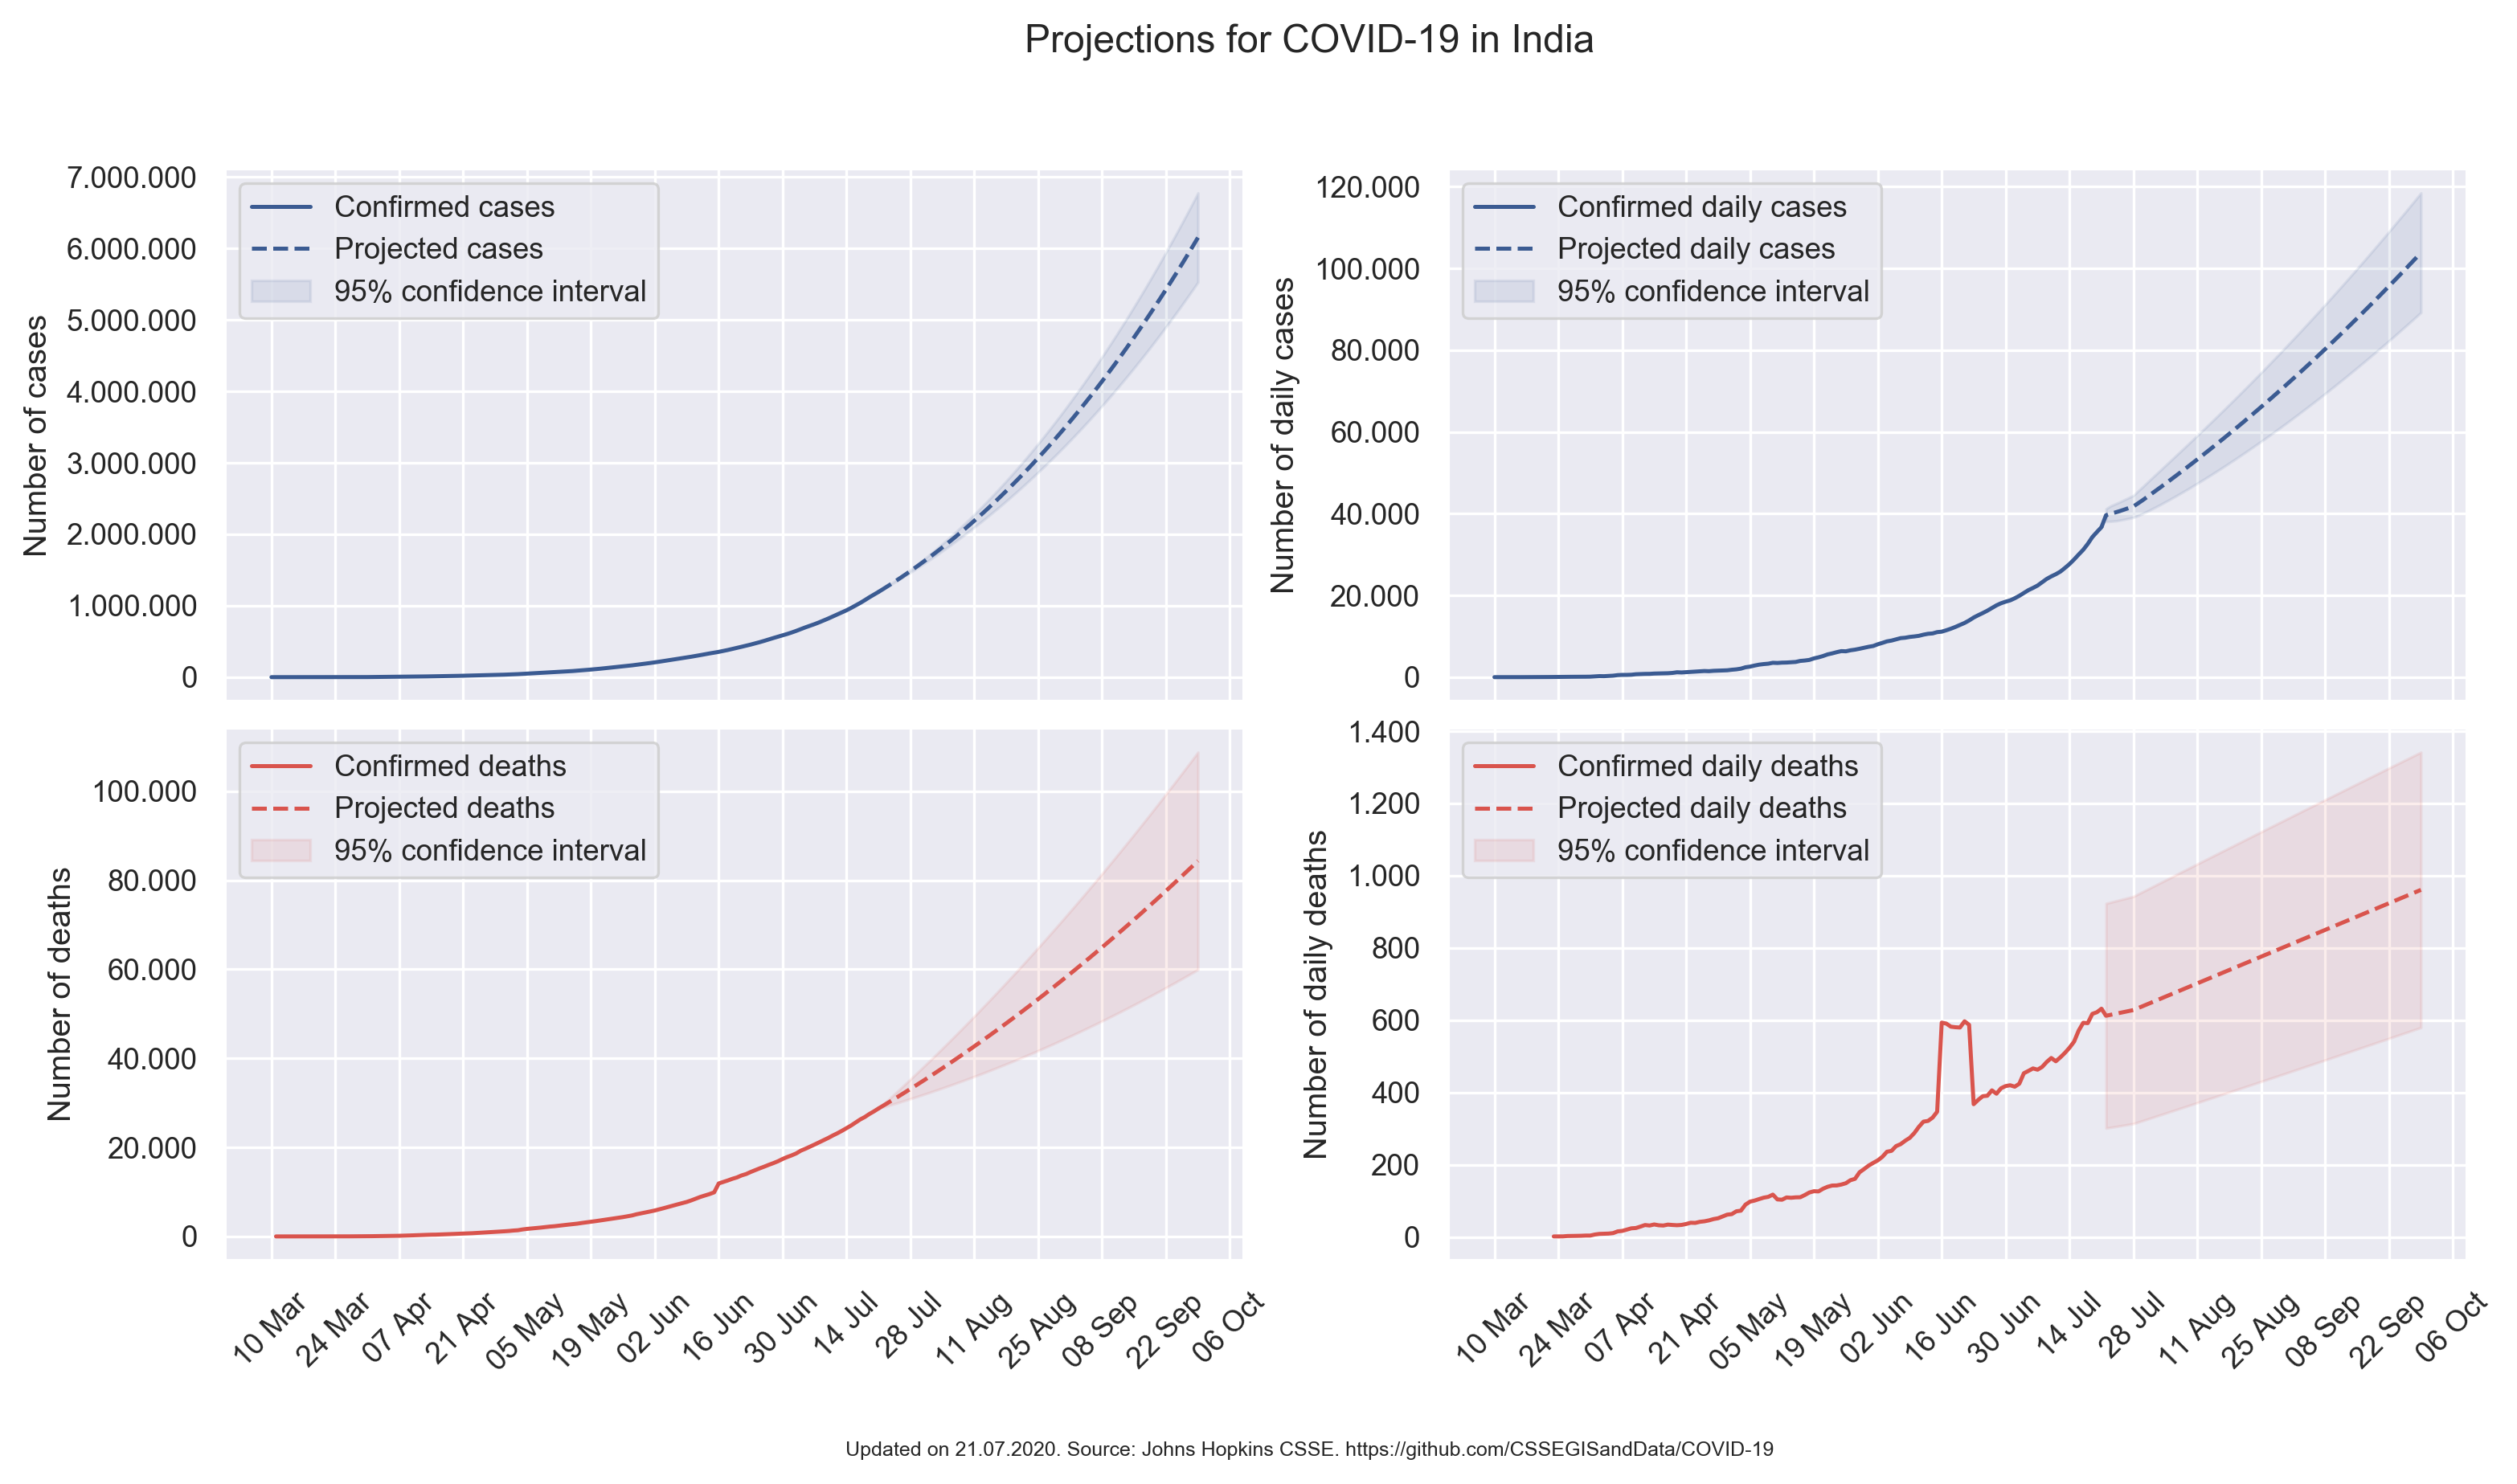 Projections for COVID-19 in India
Number of cases
7.000.000
6.000.000
5.000.000
4.000.000
3.000.000
2.000.000
1.000.000
0
Confirmed cases
Projected cases
95% confidence interval
Number of daily cases
120.000
100.000
80.000
60.000
40.000
20.000
0
Confirmed daily cases
Projected daily cases
95% confidence interval
Number of deaths
100.000
80.000
60.000
40.000
20.000
0
Confirmed deaths
Projected deaths
95% confidence interval
10 Mar
24 Mar
07 Apr
21 Apr
05 May
19 May
02 Jun
16 Jun
30 Jun
14 Jul
28 Jul
11 Aug
25 Aug
08 Sep
22 Sep
06 Oct
Number of daily deaths
1.400
1.200
1.000
800
600
400
200
0
Confirmed daily deaths
Projected daily deaths
95% confidence interval
10 Mar
24 Mar
07 Apr
21 Apr
05 May
19 May
02 Jun
16 Jun
30 Jun
14 Jul
28 Jul
11 Aug
25 Aug
08 Sep
22 Sep
06 Oct
Updated on 21.07.2020. Source: Johns Hopkins CSSE. https://github.com/CSSEGISandData/COVID-19